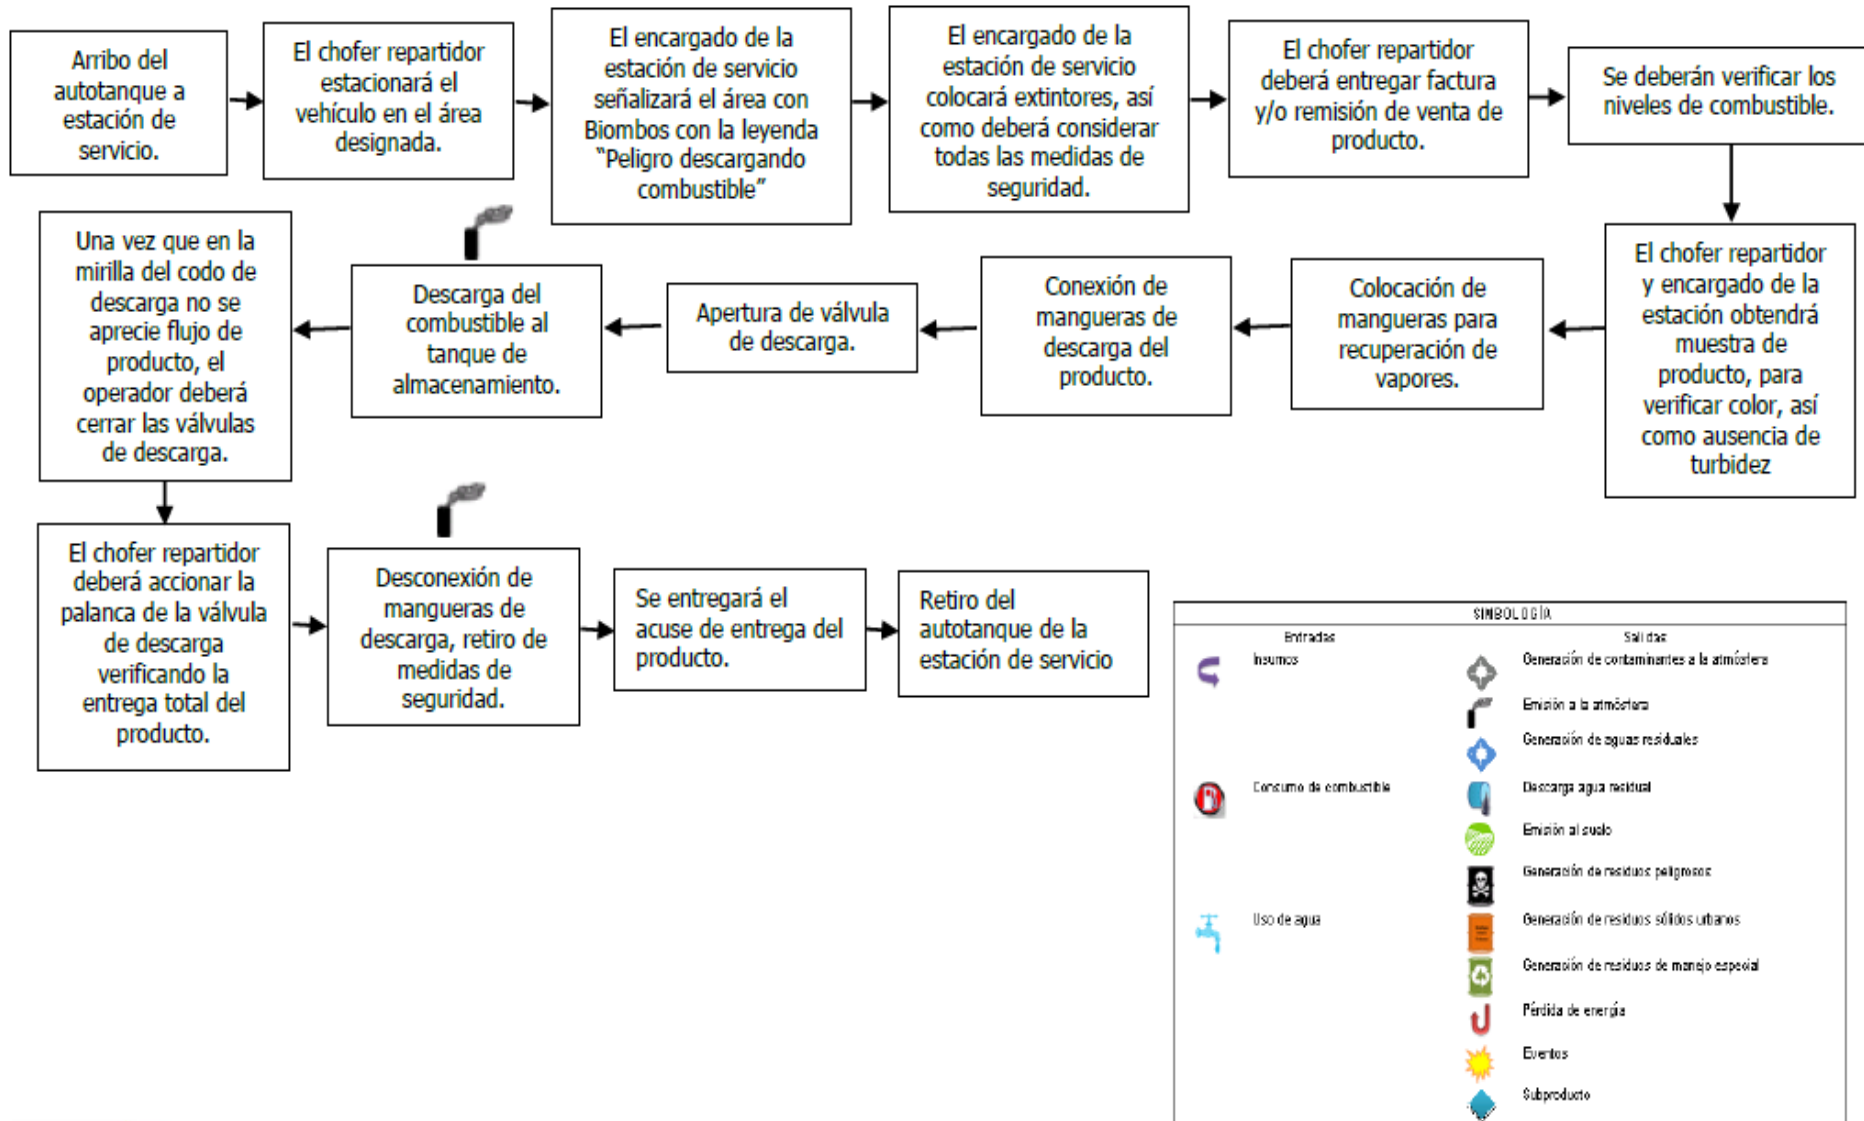 Arribo del
autotanque a
estación de
servicio.
El chofer repartidor
estacionará el
vehículo en el área
designada.
El encargado de la
estación de servicio
señalizará el área con
Biombos con la leyenda
“Peligro descargando
combustible”
El encargado de la
estación de servicio
colocará extintores, así
como deberá considerar
todas las medidas de
seguridad.
El chofer repartidor
deberá entregar factura
y/o remisión de venta de
producto.
Se deberán verificar los
niveles de combustible.
El chofer repartidor
y encargado de la
estación obtendrá
muestra de
producto, para
verificar color, así
como ausencia de
turbidez
Colocación de
mangueras para
recuperación de
vapores.
Conexión de
mangueras de
descarga del
producto.
Apertura de válvula
de descarga.
Descarga del
combustible al
tanque de
almacenamiento.
Una vez que en la
mirilla del codo de
descarga no se
aprecie flujo de
producto, el
operador deberá
cerrar las válvulas
de descarga.
El chofer repartidor
deberá accionar la
palanca de la válvula
de descarga
verificando la
entrega total del
producto.
Desconexión de
mangueras de
descarga, retiro de
medidas de
seguridad.
Se entregará el
acuse de entrega del
producto.
Retiro del
autotanque de la
estación de servicio
SIMBOLOGÍA
Entradas
Salidas
Insumos
Generación de contaminantes a la atmósfera
Emisión a la atmósfera
Generación de aguas residuales
Consumo de combustible
Descarga agua residual
Emisión al suelo
Generación de residuos peligrosos
Uso de agua
Generación de residuos sólidos urbanos
Generación de residuos de manejo especial
Pérdida de energía
Eventos
Subproducto